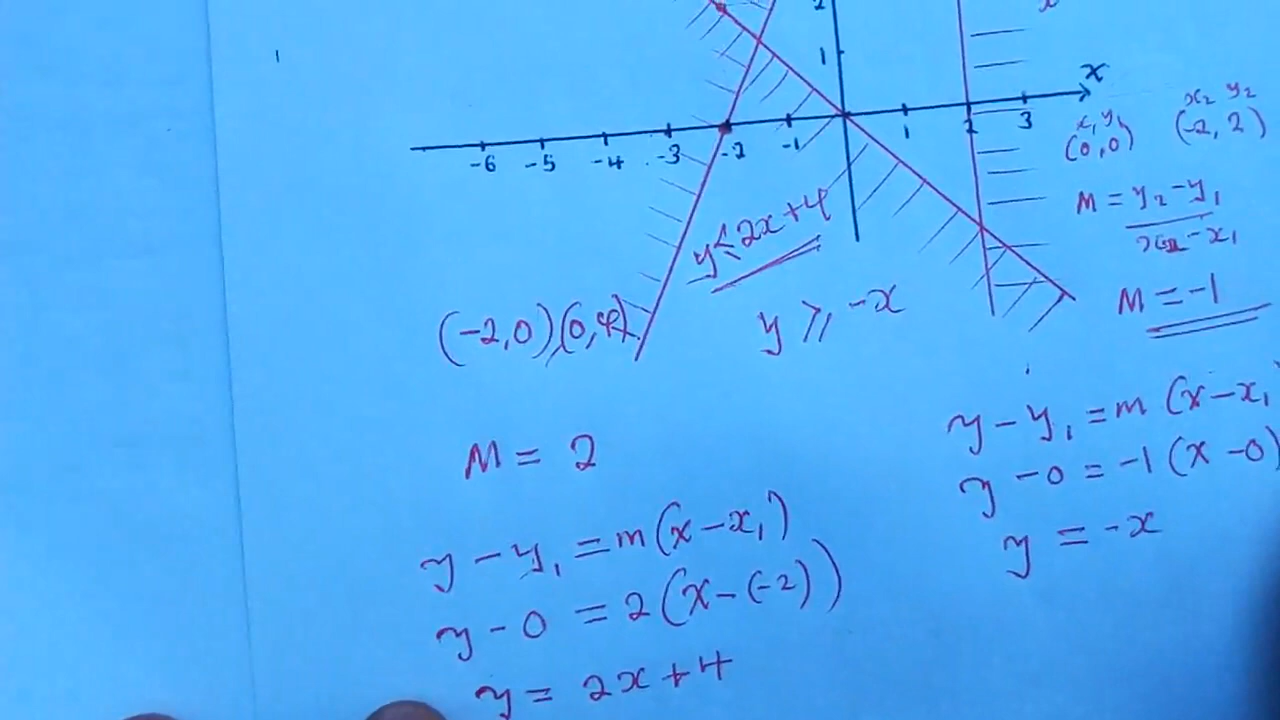 2
1
x
-6 -5 -4 -3 -2 -1 1 2 3
x₁ y₁
(0,0)
x₂ y₂
(-2, 2)
M = y₂-y₁
x₂-x₁
M = -1
y≤2x+4
y ≥ -x
(-2,0),(0,4)
M = 2
y - y₁ = m(x-x₁)
y - 0 = 2(x-(-2))
y = 2x+4
y - y₁ = m (x-x₁
y - 0 = -1 (x -0)
y = -x